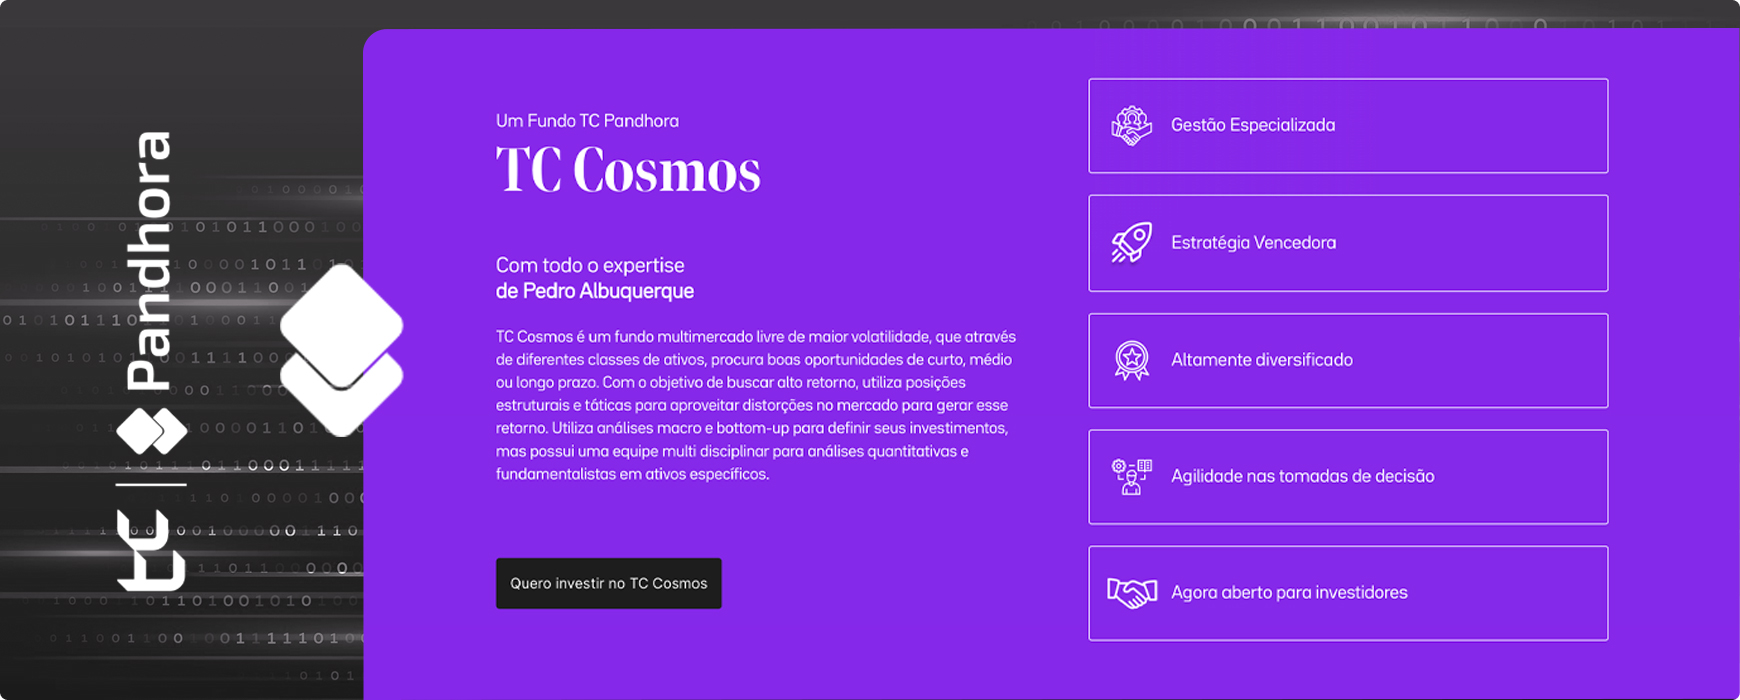 tc Pandhora
Um Fundo TC Pandhora
TC Cosmos
Com todo o expertise
de Pedro Albuquerque
TC Cosmos é um fundo multimercado livre de maior volatilidade, que através
de diferentes classes de ativos, procura boas oportunidades de curto, médio
ou longo prazo. Com o objetivo de buscar alto retorno, utiliza posições
estruturais e táticas para aproveitar distorções no mercado para gerar esse
retorno. Utiliza análises macro e bottom-up para definir seus investimentos,
mas possui uma equipe multi disciplinar para análises quantitativas e
fundamentalistas em ativos específicos.
Quero investir no TC Cosmos
Gestão Especializada
Estratégia Vencedora
Altamente diversificado
Agilidade nas tomadas de decisão
Agora aberto para investidores